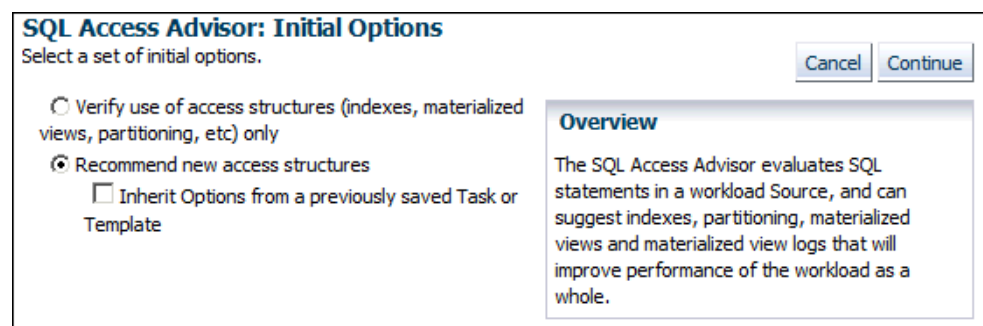 SQL Access Advisor: Initial Options
Select a set of initial options.
Cancel Continue
Verify use of access structures (indexes, materialized
views, partitioning, etc) only
Recommend new access structures
Inherit Options from a previously saved Task or
Template
Overview
The SQL Access Advisor evaluates SQL
statements in a workload Source, and can
suggest indexes, partitioning, materialized
views and materialized view logs that will
improve performance of the workload as a
whole.